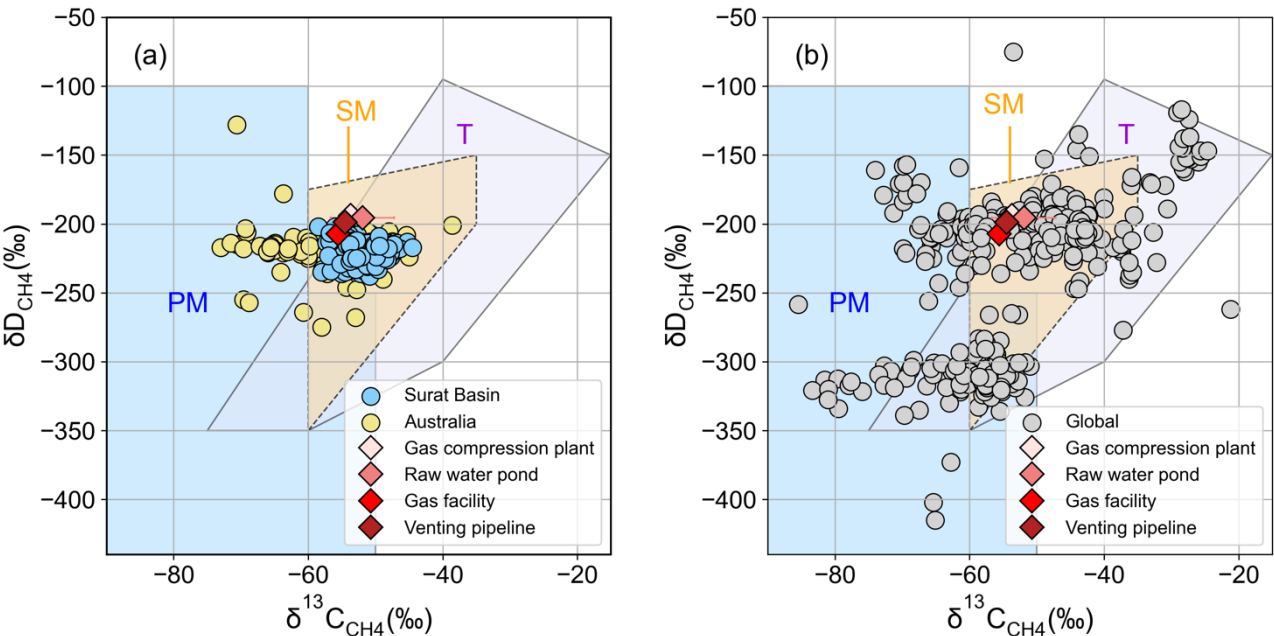 (a)
SM
T
PM
−50
−100
−150
−200
−250
−300
−350
−400
δD_CH4(‰)
Surat Basin
Australia
Gas compression plant
Raw water pond
Gas facility
Venting pipeline
−80 −60 −40 −20
δ¹³C_CH4(‰)
(b)
SM
T
PM
−50
−100
−150
−200
−250
−300
−350
−400
δD_CH4(‰)
Global
Gas compression plant
Raw water pond
Gas facility
Venting pipeline
−80 −60 −40 −20
δ¹³C_CH4(‰)